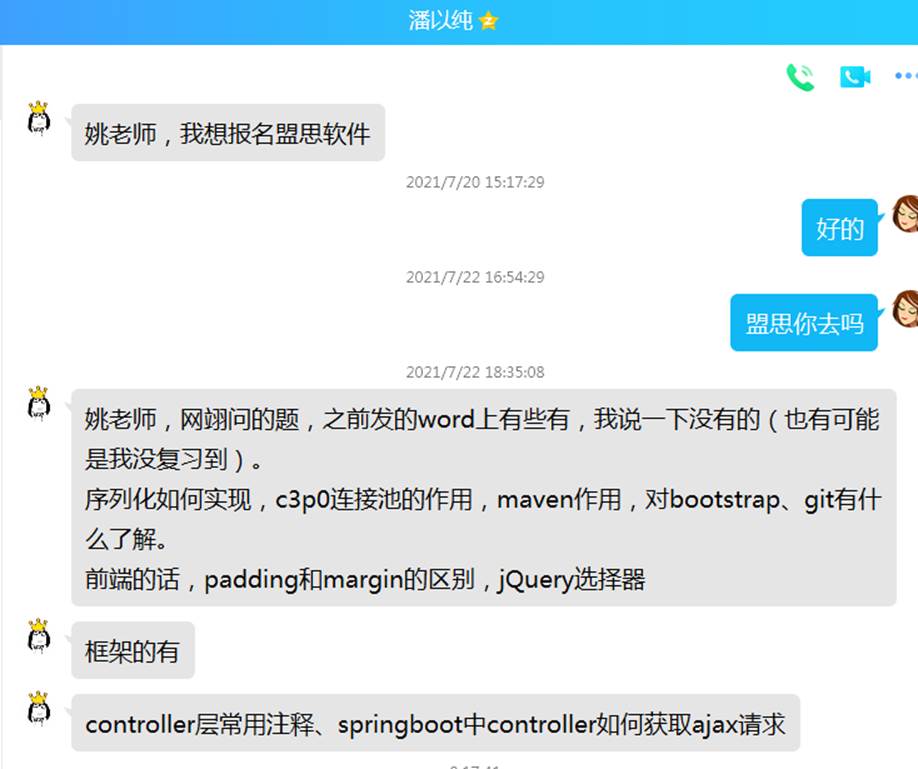 潘以纯
姚老师，我想报名盟思软件
2021/7/20 15:17:29
好的
2021/7/22 16:54:29
盟思你去吗
2021/7/22 18:35:08
姚老师，网翊问的题，之前发的word上有些有，我说一下没有的（也有可能
是我没复习到）。
序列化如何实现，c3p0连接池的作用，maven作用，对bootstrap、git有什
么了解。
前端的话，padding和margin的区别，jQuery选择器
框架的有
controller层常用注释、springboot中controller如何获取ajax请求